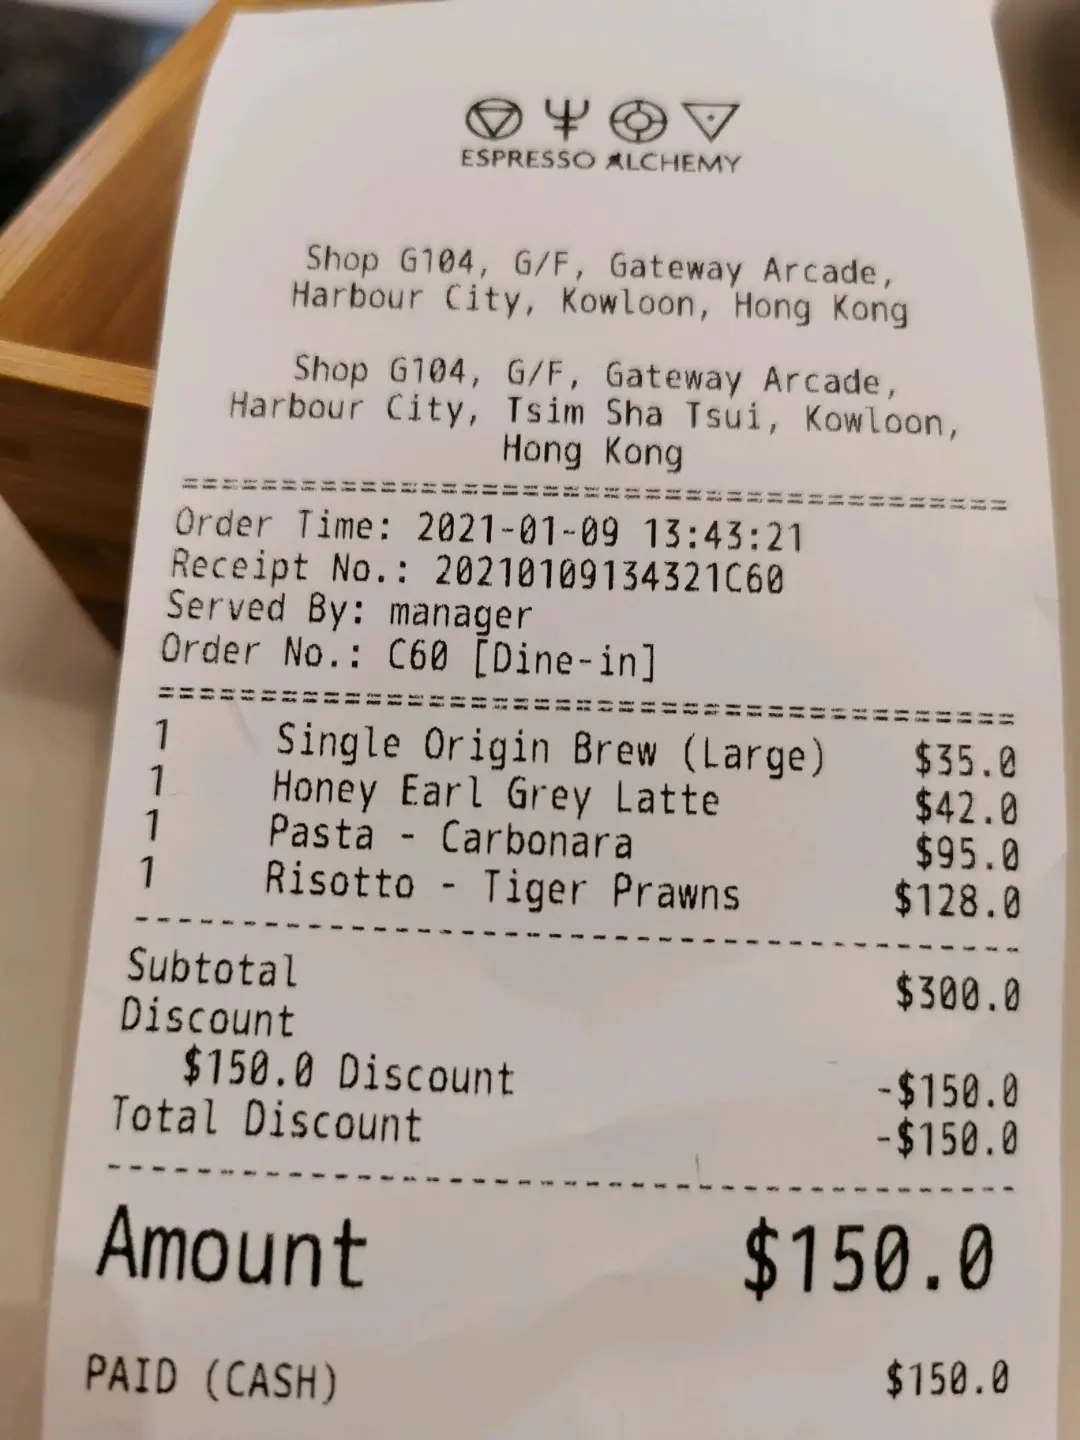 ESPRESSO ALCHEMY
Shop G104, G/F, Gateway Arcade,
Harbour City, Kowloon, Hong Kong
Shop G104, G/F, Gateway Arcade,
Harbour City, Tsim Sha Tsui, Kowloon,
Hong Kong
==========================================
Order Time: 2021-01-09 13:43:21
Receipt No.: 20210109134321C60
Served By: manager
Order No.: C60 [Dine-in]
==========================================
1 Single Origin Brew (Large) $35.0
1 Honey Earl Grey Latte $42.0
1 Pasta - Carbonara $95.0
1 Risotto - Tiger Prawns $128.0
------------------------------------------
Subtotal $300.0
Discount
$150.0 Discount -$150.0
Total Discount -$150.0
------------------------------------------
Amount $150.0
PAID (CASH) $150.0